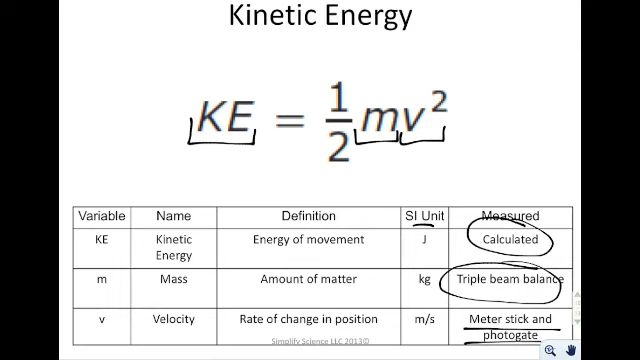 Kinetic Energy
KE = 1/2 mv²
Variable Name Definition SI Unit Measured
KE Kinetic Energy Energy of movement J Calculated
m Mass Amount of matter kg Triple beam balance
v Velocity Rate of change in position m/s Meter stick and photogate
Simplify Science LLC 2013©